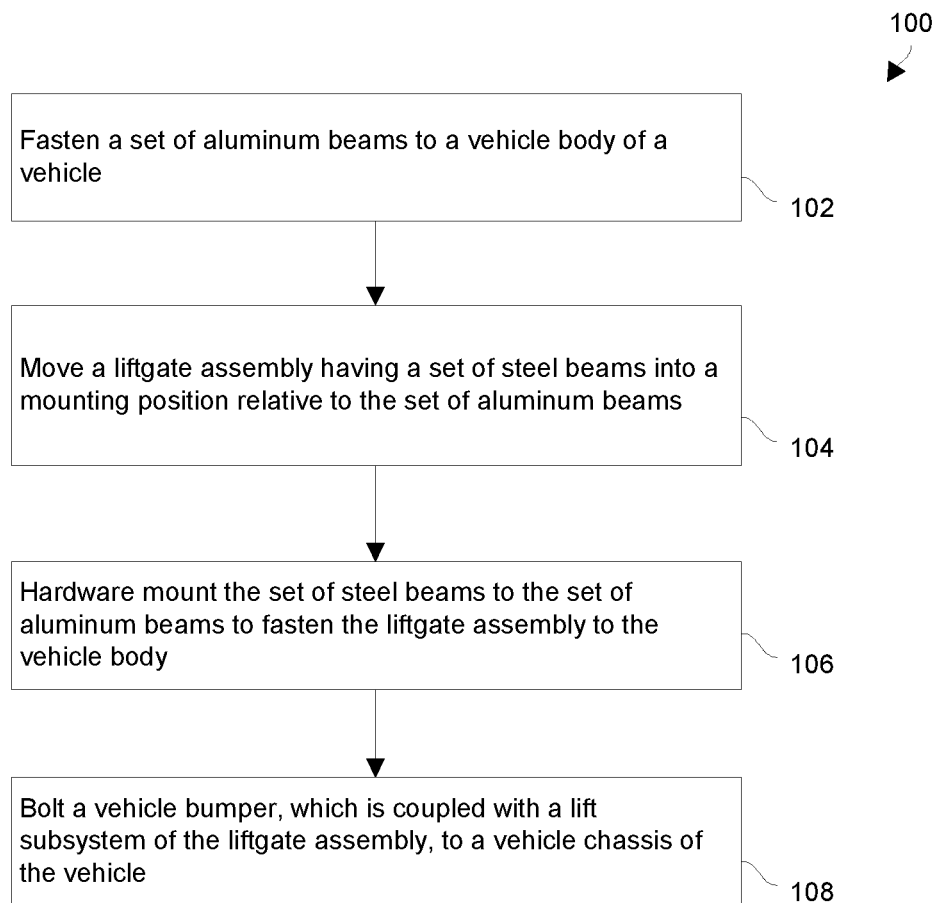 100
Fasten a set of aluminum beams to a vehicle body of a
vehicle
102
Move a liftgate assembly having a set of steel beams into a
mounting position relative to the set of aluminum beams
104
Hardware mount the set of steel beams to the set of
aluminum beams to fasten the liftgate assembly to the
vehicle body
106
Bolt a vehicle bumper, which is coupled with a lift
subsystem of the liftgate assembly, to a vehicle chassis of
the vehicle
108